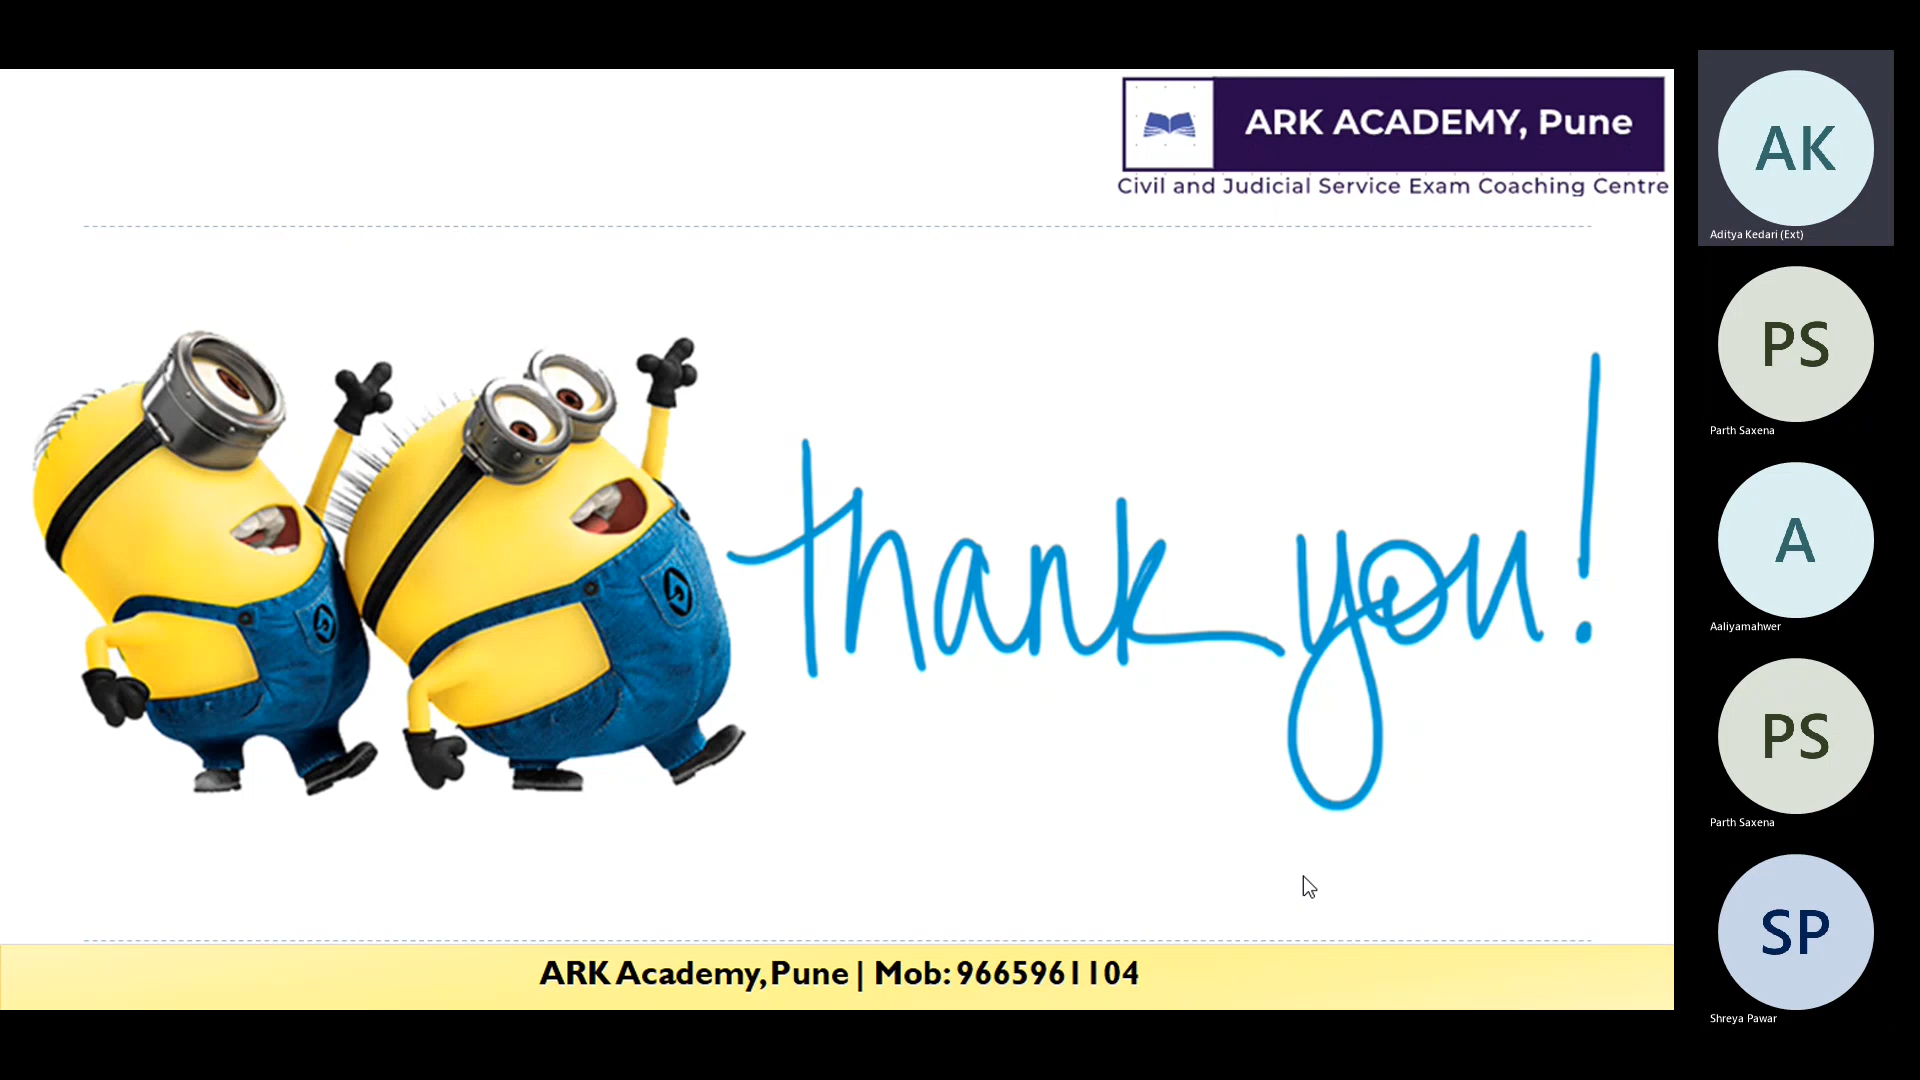 ARK ACADEMY, Pune
Civil and Judicial Service Exam Coaching Centre
thank you!
ARK Academy, Pune | Mob: 9665961104
AK
Aditya Kedari (Ext)
PS
Parth Saxena
A
Aaliyamahwer
PS
Parth Saxena
SP
Shreya Pawar